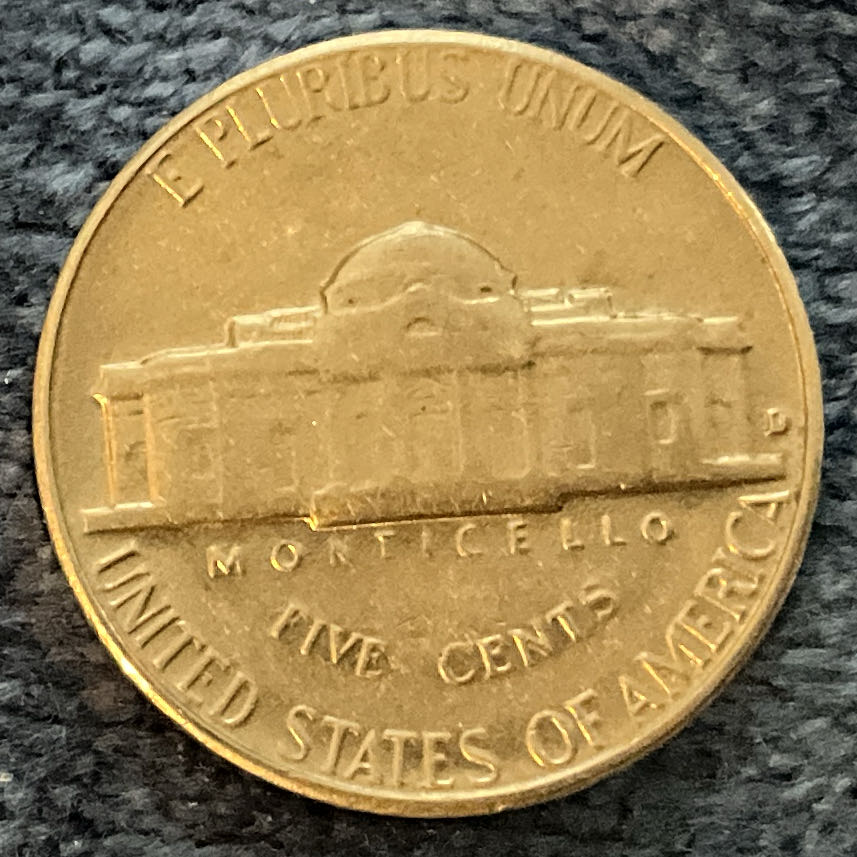 E PLURIBUS UNUM
D
MONTICELLO
FIVE CENTS
UNITED STATES OF AMERICA